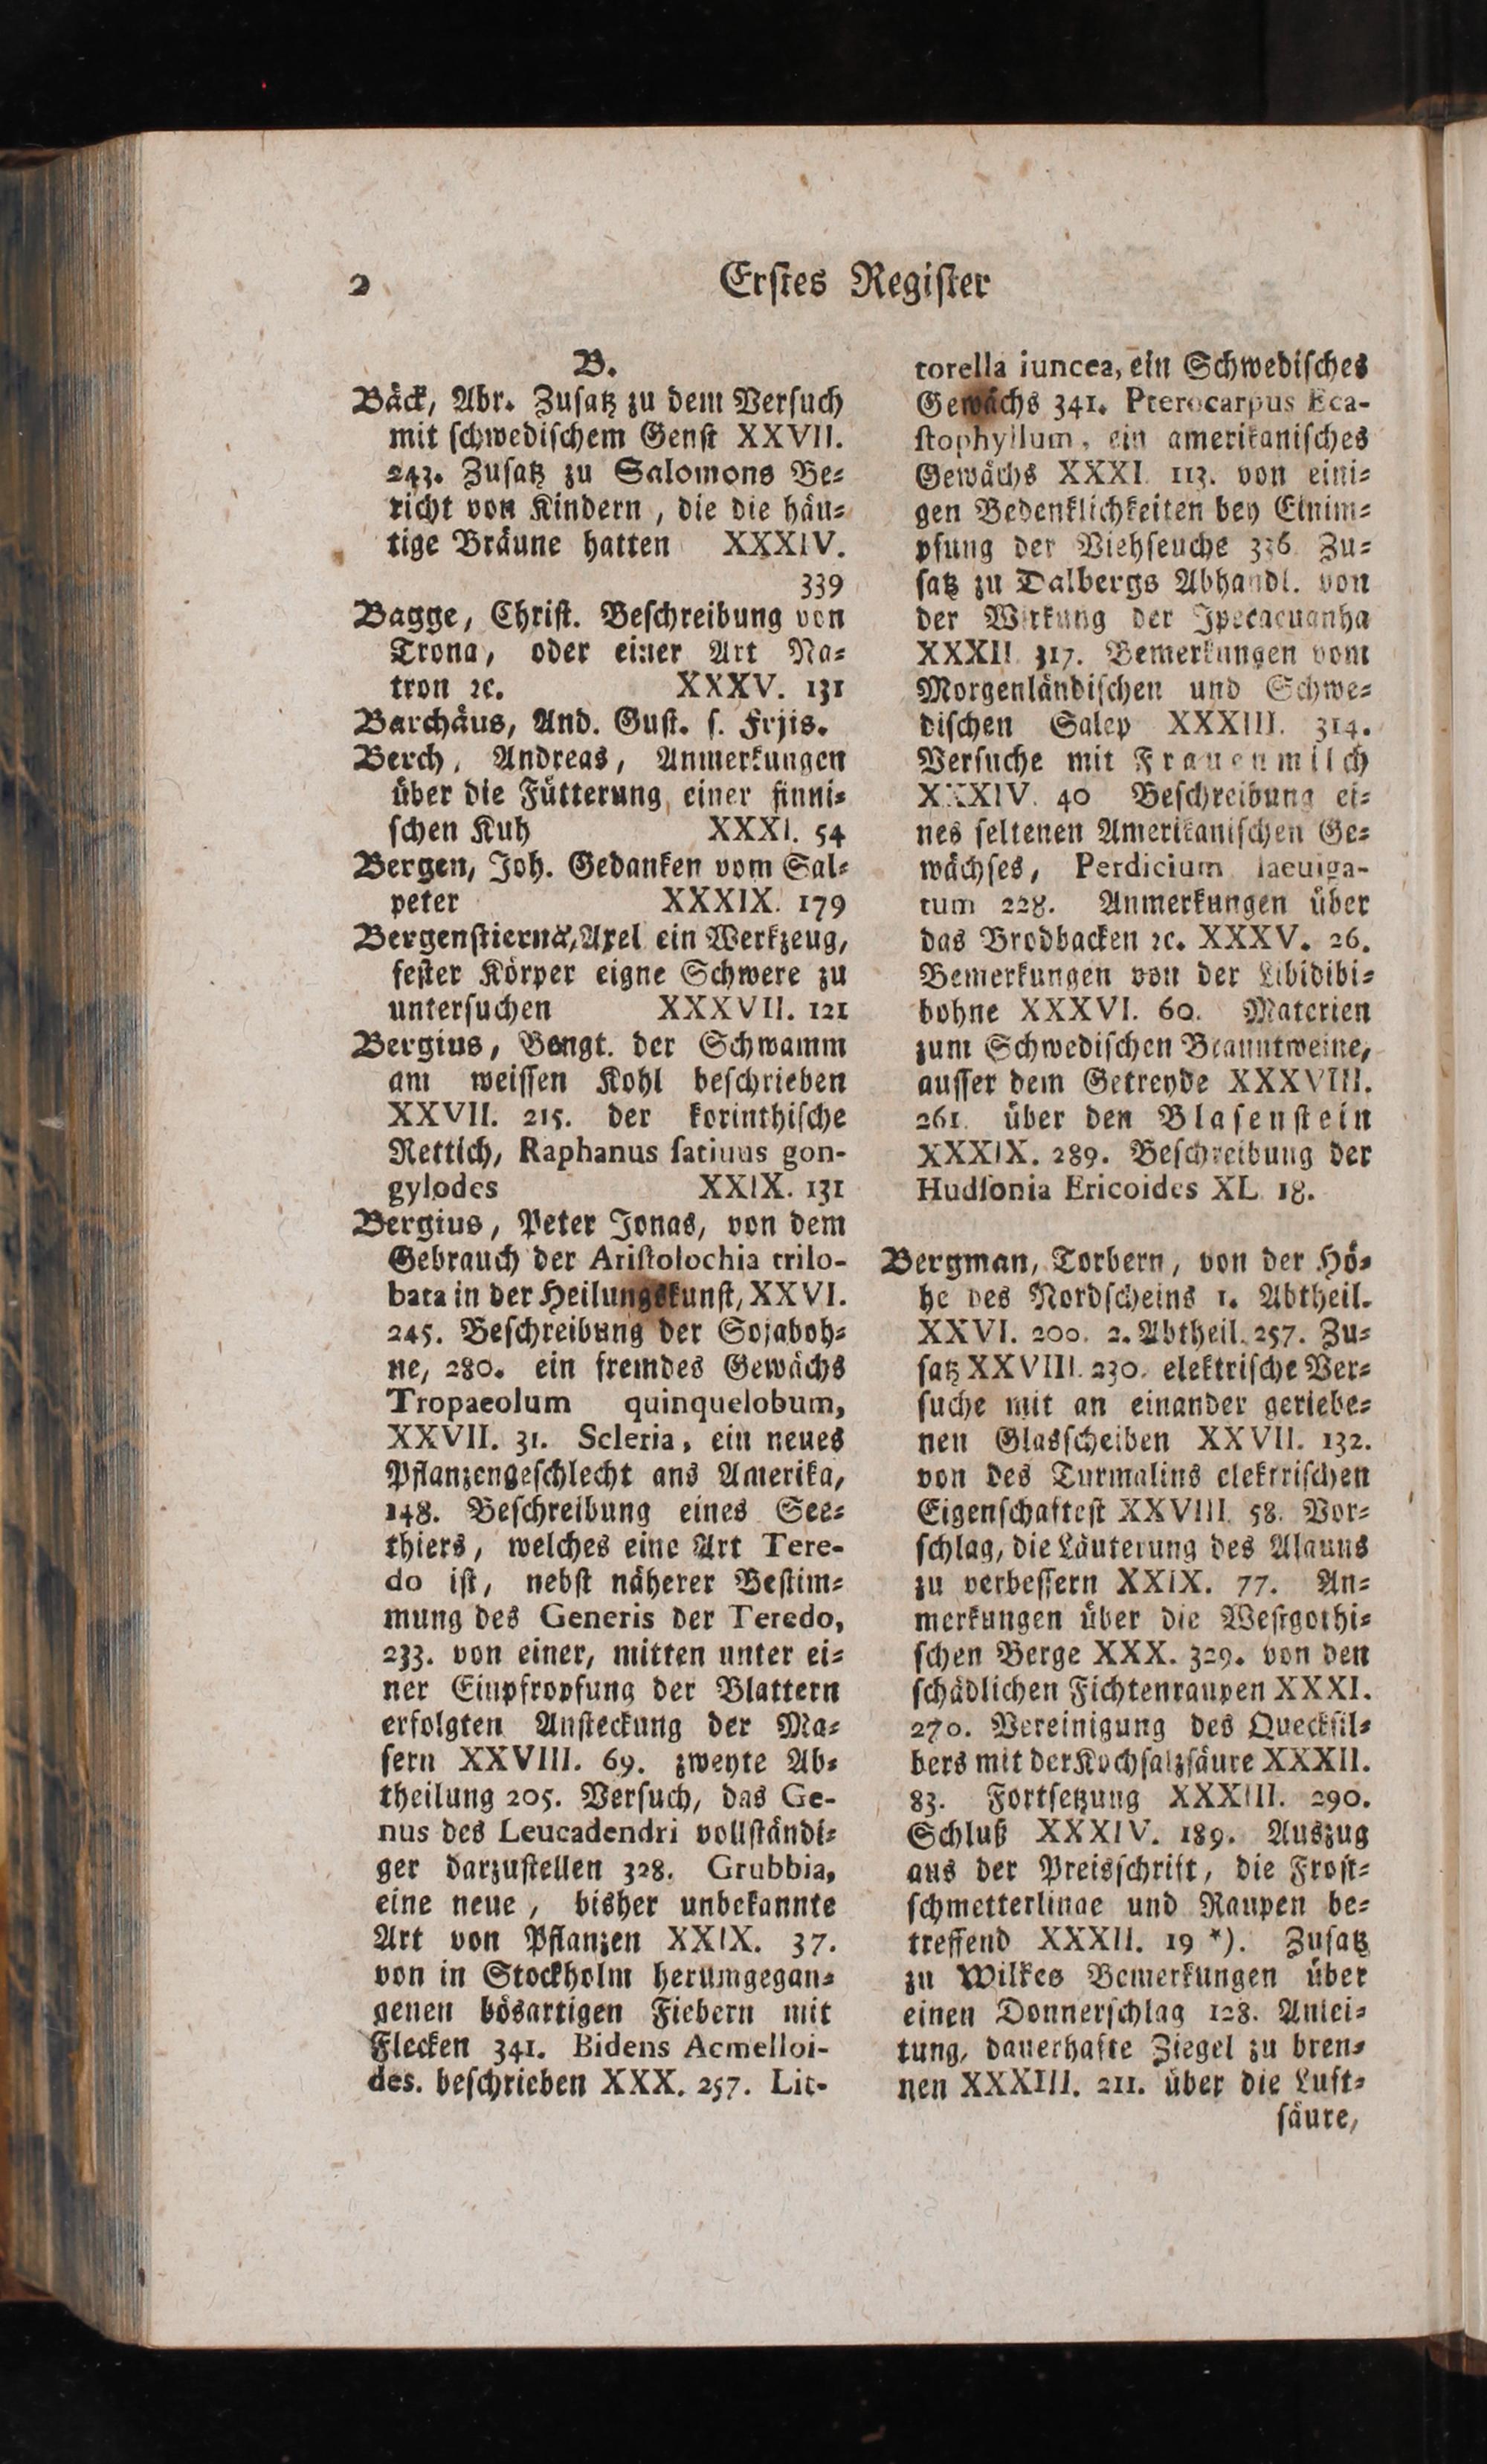 2
Erſtes Regiſter
B.
Bäck, Abr. Zuſatz zu dem Verſuch
mit ſchwediſchem Genſt XXVII.
243. Zuſatz zu Salomons Be⸗
richt von Kindern, die die häu⸗
tige Bräune hatten XXXIV.
339
Bagge, Chriſt. Beſchreibung von
Trona, oder einer Art Na⸗
tron ꝛc. XXXV. 131
Barchäus, And. Guſt. ſ. Frjis.
Berch, Andreas, Anmerkungen
über die Fütterung einer finni⸗
ſchen Kuh XXXI. 54
Bergen, Joh. Gedanken vom Sal⸗
peter XXXIX. 179
Bergenſtierna, Axel ein Werkzeug,
feſter Körper eigne Schwere zu
unterſuchen XXXVII. 121
Bergius, Bengt. der Schwamm
am weiſſen Kohl beſchrieben
XXVII. 215. der korinthiſche
Rettich, Raphanus ſatiuus gon-
gylodes XXIX. 131
Bergius, Peter Jonas, von dem
Gebrauch der Ariſtolochia trilo-
bata in der Heilungskunſt, XXVI.
245. Beſchreibung der Sojaboh⸗
ne, 280. ein fremdes Gewächs
Tropaeolum quinquelobum,
XXVII. 31. Scleria, ein neues
Pflanzengeſchlecht ans Amerika,
148. Beſchreibung eines See⸗
thiers, welches eine Art Tere-
do iſt, nebſt näherer Beſtim⸗
mung des Generis der Teredo,
233. von einer, mitten unter ei⸗
ner Einpfropfung der Blattern
erfolgten Anſteckung der Ma⸗
ſern XXVIII. 69. zweyte Ab⸗
theilung 205. Verſuch, das Ge-
nus des Leucadendri vollſtändi⸗
ger darzuſtellen 328. Grubbia,
eine neue, bisher unbekannte
Art von Pflanzen XXIX. 37.
von in Stockholm herumgegan⸗
genen bösartigen Fiebern mit
Flecken 341. Bidens Acmelloi-
des. beſchrieben XXX. 257. Lit-
torella iuncea, ein Schwediſches
Gewächs 341. Pterocarpus Eca-
ſtophyllum, ein amerikaniſches
Gewächs XXXI. 113. von eini⸗
gen Bedenklichkeiten bey Einim⸗
pfung der Viehſeuche 336 Zu⸗
ſatz zu Dalbergs Abhandl. von
der Wirkung der Ipecacuanha
XXXII. 317. Bemerkungen vom
Morgenländiſchen und Schwe⸗
diſchen Salep XXXIII. 314.
Verſuche mit Frauenmilch
XXXIV. 40 Beſchreibung ei⸗
nes ſeltenen Amerikaniſchen Ge⸗
wächſes, Perdicium laeuiga-
tum 228. Anmerkungen über
das Brodbacken ꝛc. XXXV. 26.
Bemerkungen von der Libidibi⸗
bohne XXXVI. 60. Materien
zum Schwediſchen Branntweine,
auſſer dem Getreyde XXXVIII.
261. über den Blaſenſtein
XXXIX. 289. Beſchreibung der
Hudſonia Ericoides XL. 18.
Bergman, Torbern, von der Hö⸗
he des Nordſcheins 1. Abtheil.
XXVI. 200. 2. Abtheil. 257. Zu⸗
ſatz XXVIII. 230. elektriſche Ver⸗
ſuche mit an einander geriebe⸗
nen Glasſcheiben XXVII. 132.
von des Turmalins elektriſchen
Eigenſchafteſt XXVIII. 58. Vor⸗
ſchlag, die Läuterung des Alauns
zu verbeſſern XXIX. 77. An⸗
merkungen über die Weſtgothi⸗
ſchen Berge XXX. 329. von den
ſchädlichen Fichtenraupen XXXI.
270. Vereinigung des Queckſil⸗
bers mit der Kochſalzſäure XXXII.
83. Fortſetzung XXXIII. 290.
Schluß XXXIV. 189. Auszug
aus der Preisſchrift, die Froſt⸗
ſchmetterlinge und Raupen be⸗
treffend XXXII. 19 *). Zuſatz
zu Wilkes Bemerkungen über
einen Donnerſchlag 128. Anlei⸗
tung, dauerhafte Ziegel zu bren⸗
nen XXXIII. 211. über die Luft⸗
ſäure,